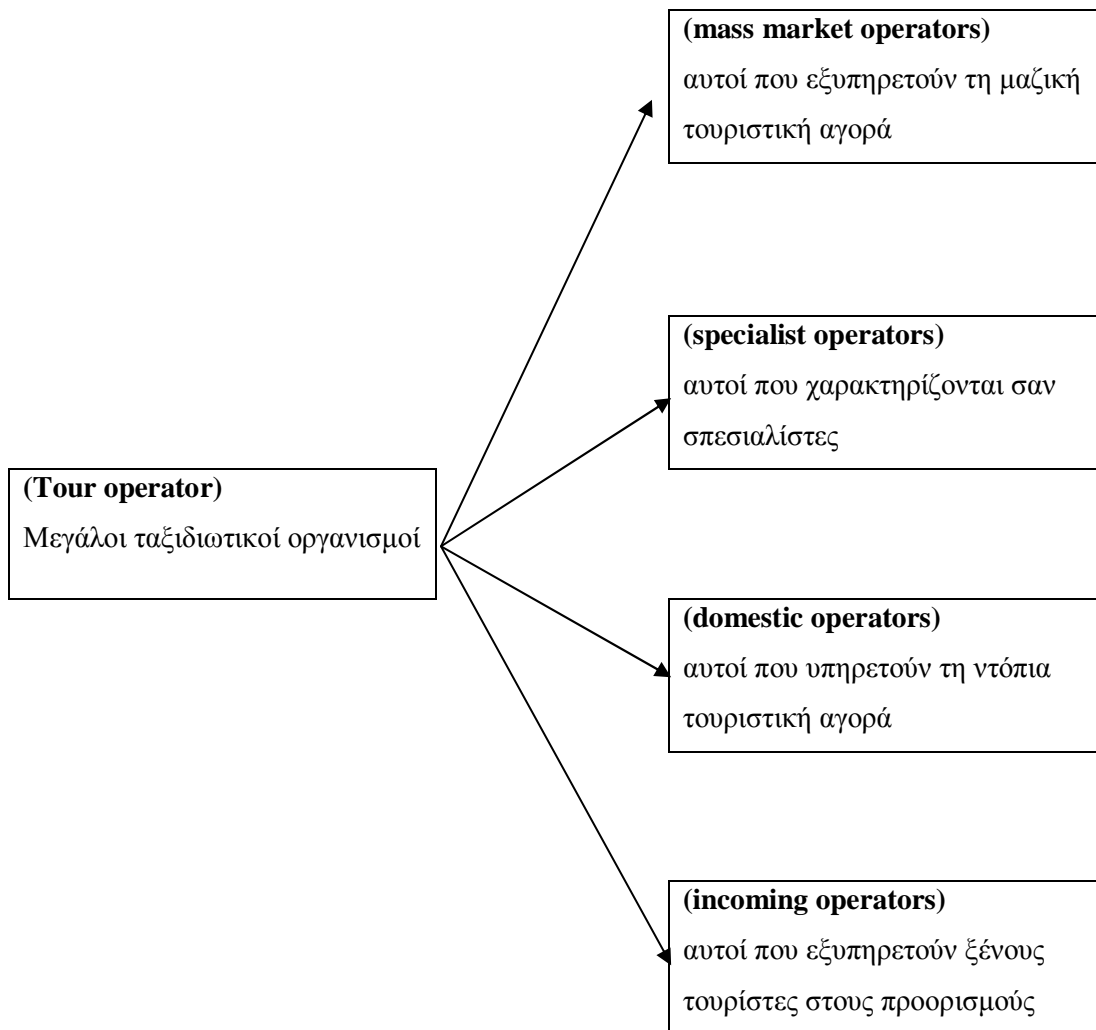 (mass market operators)
αυτοί που εξυπηρετούν τη μαζική
τουριστική αγορά
(specialist operators)
αυτοί που χαρακτηρίζονται σαν
σπεσιαλίστες
(Tour operator)
Μεγάλοι ταξιδιωτικοί οργανισμοί
(domestic operators)
αυτοί που υπηρετούν τη ντόπια
τουριστική αγορά
(incoming operators)
αυτοί που εξυπηρετούν ξένους
τουρίστες στους προορισμούς